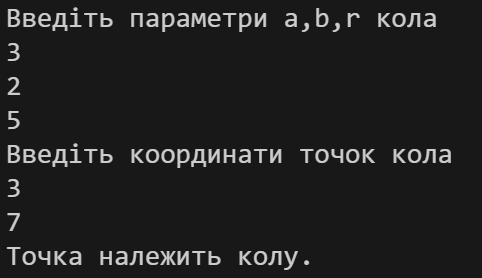 Введіть параметри a,b,r кола
3
2
5
Введіть координати точок кола
3
7
Точка належить колу.